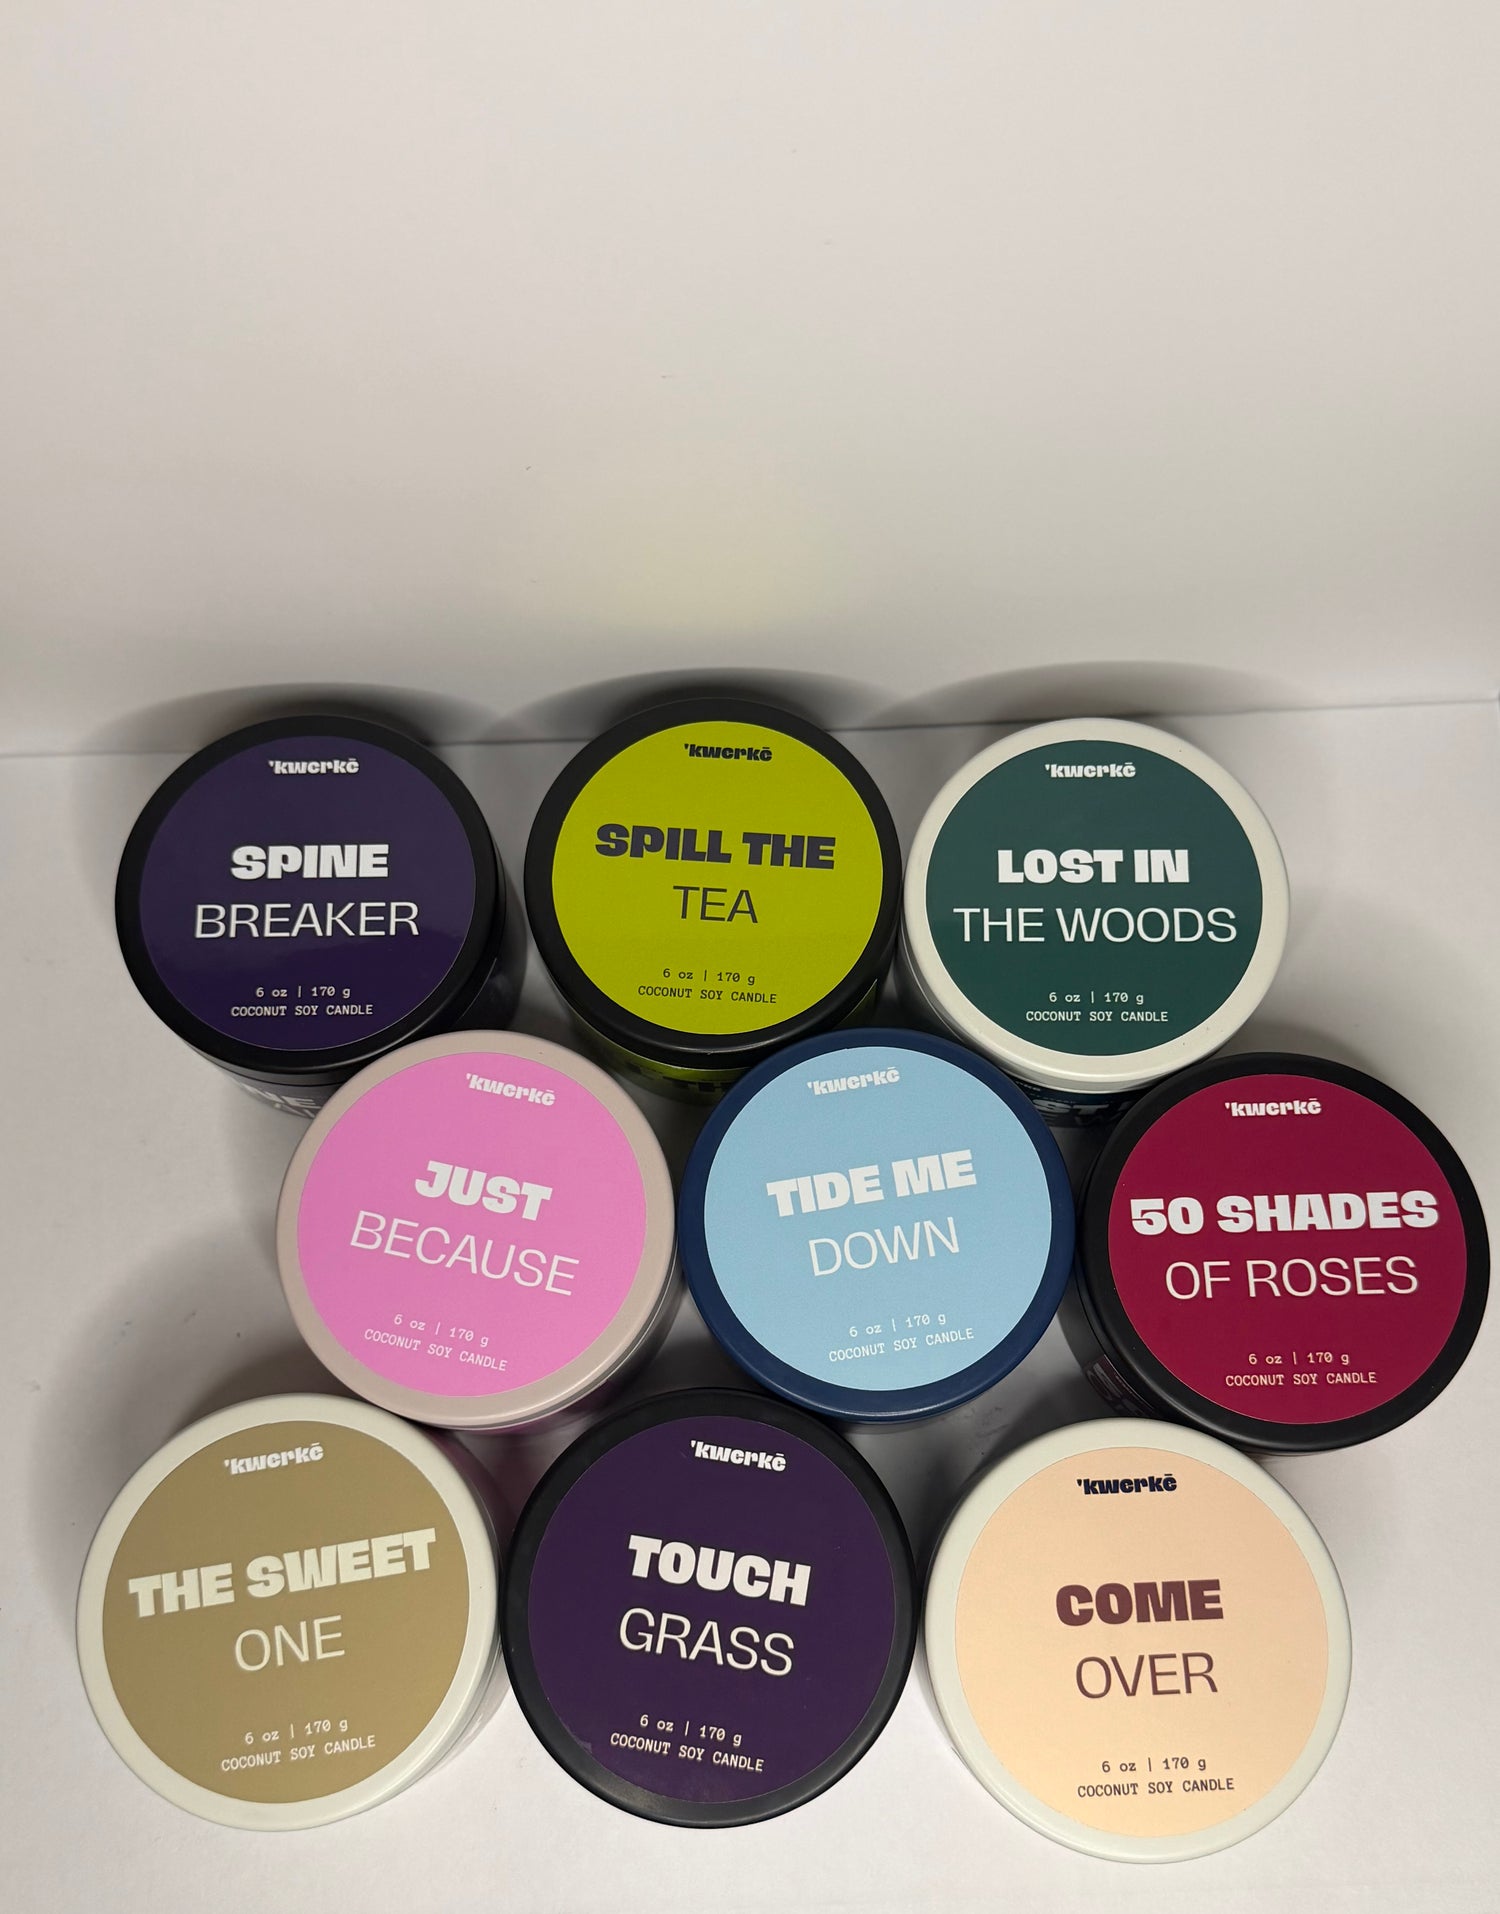 'kwerkē
SPINE
BREAKER
6 oz | 170 g
COCONUT SOY CANDLE
'kwerkē
SPILL THE
TEA
6 oz | 170 g
COCONUT SOY CANDLE
'kwerkē
LOST IN
THE WOODS
6 oz | 170 g
COCONUT SOY CANDLE
'kwerkē
JUST
BECAUSE
6 oz | 170 g
COCONUT SOY CANDLE
'kwerkē
TIDE ME
DOWN
6 oz | 170 g
COCONUT SOY CANDLE
'kwerkē
50 SHADES
OF ROSES
6 oz | 170 g
COCONUT SOY CANDLE
'kwerkē
THE SWEET
ONE
6 oz | 170 g
COCONUT SOY CANDLE
'kwerkē
TOUCH
GRASS
6 oz | 170 g
COCONUT SOY CANDLE
'kwerkē
COME
OVER
6 oz | 170 g
COCONUT SOY CANDLE